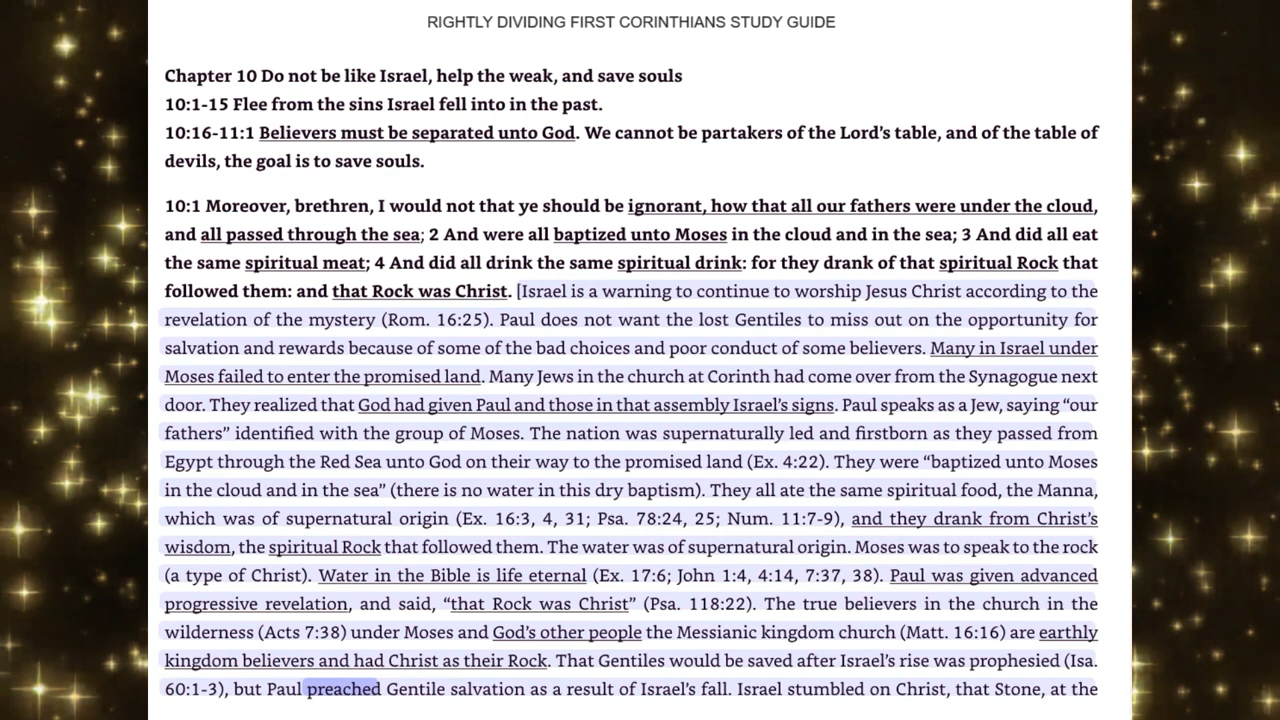 RIGHTLY DIVIDING FIRST CORINTHIANS STUDY GUIDE
Chapter 10 Do not be like Israel, help the weak, and save souls
10:1-15 Flee from the sins Israel fell into in the past.
10:16-11:1 Believers must be separated unto God. We cannot be partakers of the Lord’s table, and of the table of
devils, the goal is to save souls.
10:1 Moreover, brethren, I would not that ye should be ignorant, how that all our fathers were under the cloud,
and all passed through the sea; 2 And were all baptized unto Moses in the cloud and in the sea; 3 And did all eat
the same spiritual meat; 4 And did all drink the same spiritual drink: for they drank of that spiritual Rock that
followed them: and that Rock was Christ. [Israel is a warning to continue to worship Jesus Christ according to the
revelation of the mystery (Rom. 16:25). Paul does not want the lost Gentiles to miss out on the opportunity for
salvation and rewards because of some of the bad choices and poor conduct of some believers. Many in Israel under
Moses failed to enter the promised land. Many Jews in the church at Corinth had come over from the Synagogue next
door. They realized that God had given Paul and those in that assembly Israel’s signs. Paul speaks as a Jew, saying “our
fathers” identified with the group of Moses. The nation was supernaturally led and firstborn as they passed from
Egypt through the Red Sea unto God on their way to the promised land (Ex. 4:22). They were “baptized unto Moses
in the cloud and in the sea” (there is no water in this dry baptism). They all ate the same spiritual food, the Manna,
which was of supernatural origin (Ex. 16:3, 4, 31; Psa. 78:24, 25; Num. 11:7-9), and they drank from Christ’s
wisdom, the spiritual Rock that followed them. The water was of supernatural origin. Moses was to speak to the rock
(a type of Christ). Water in the Bible is life eternal (Ex. 17:6; John 1:4, 4:14, 7:37, 38). Paul was given advanced
progressive revelation, and said, “that Rock was Christ” (Psa. 118:22). The true believers in the church in the
wilderness (Acts 7:38) under Moses and God’s other people the Messianic kingdom church (Matt. 16:16) are earthly
kingdom believers and had Christ as their Rock. That Gentiles would be saved after Israel’s rise was prophesied (Isa.
60:1-3), but Paul preached Gentile salvation as a result of Israel’s fall. Israel stumbled on Christ, that Stone, at the